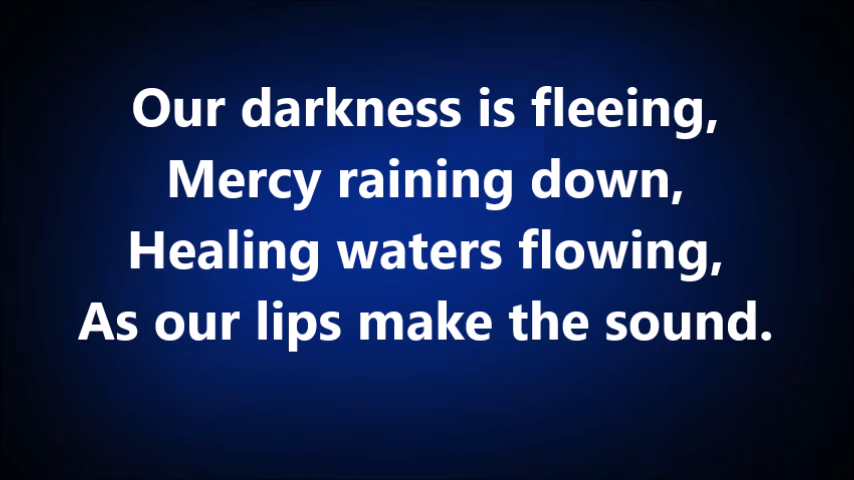 Our darkness is fleeing,
Mercy raining down,
Healing waters flowing,
As our lips make the sound.